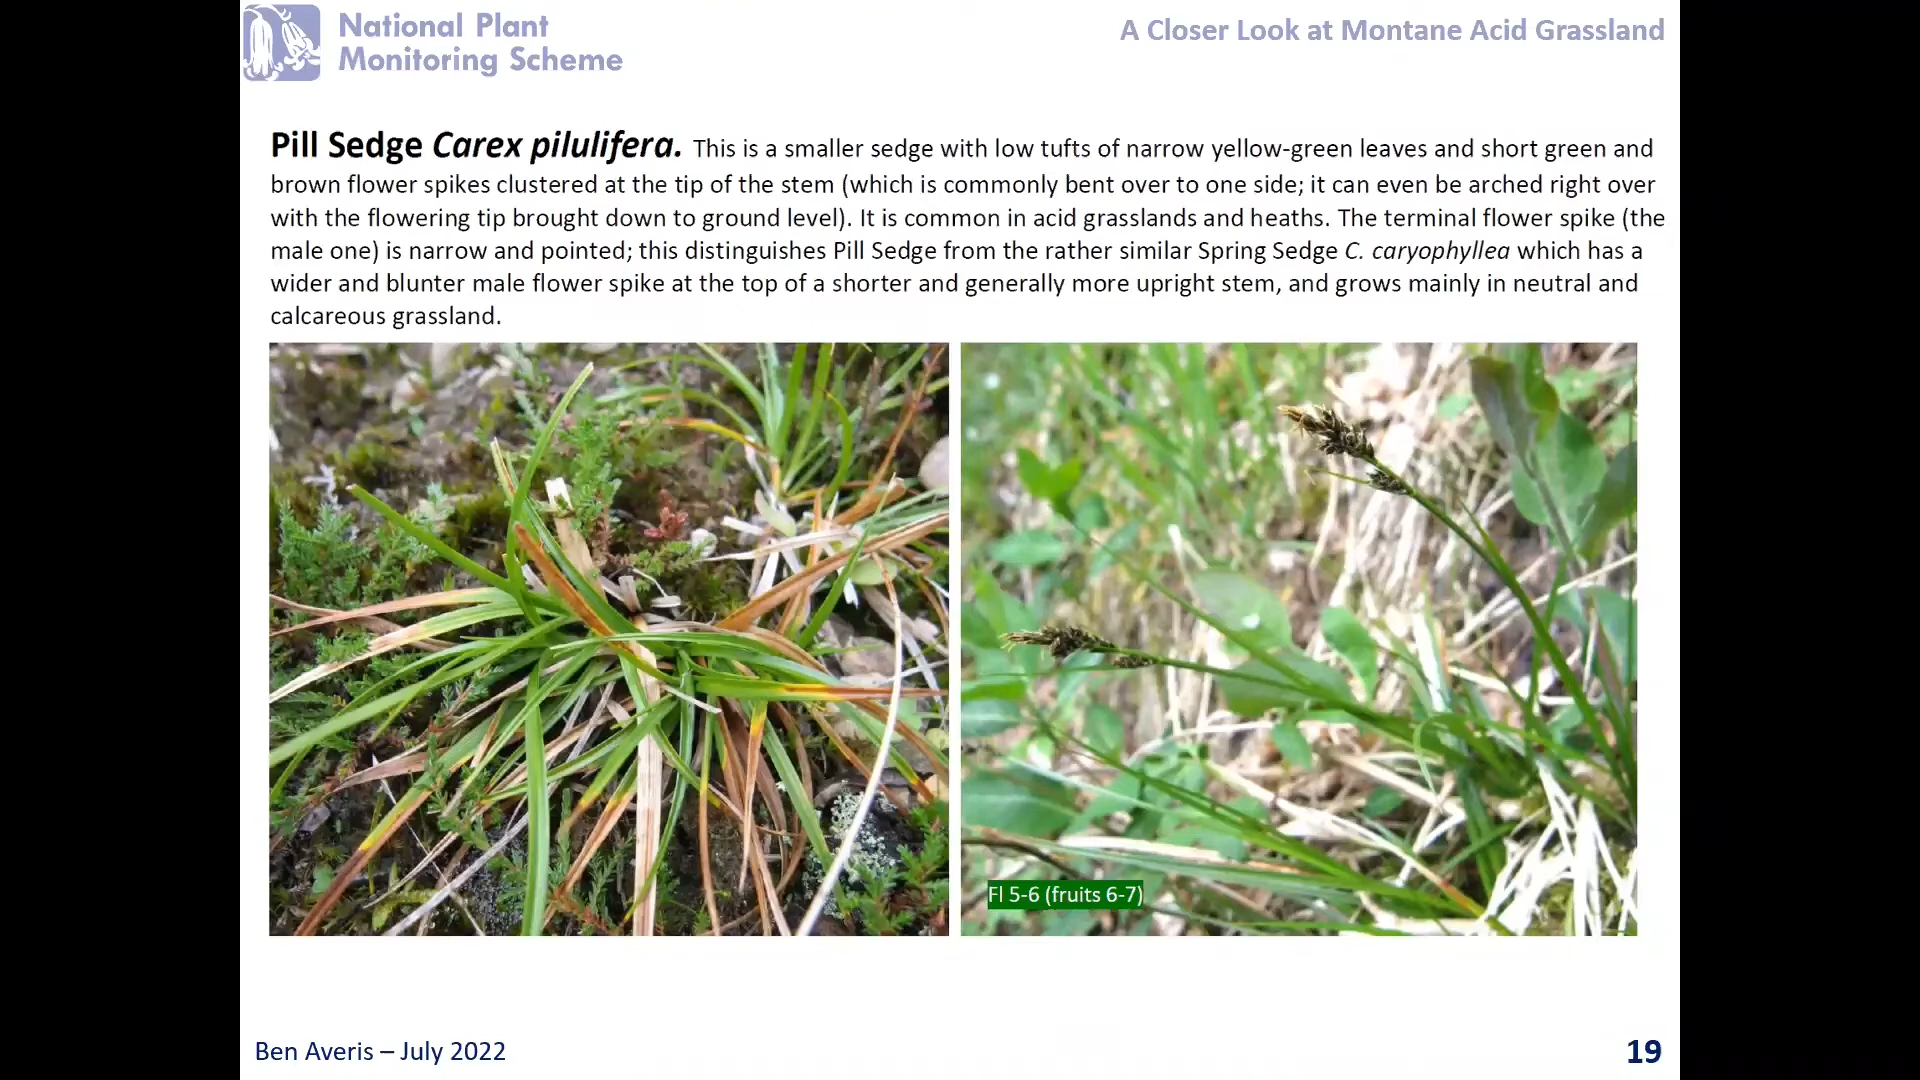 National Plant
Monitoring Scheme
A Closer Look at Montane Acid Grassland
Pill Sedge Carex pilulifera. This is a smaller sedge with low tufts of narrow yellow-green leaves and short green and
brown flower spikes clustered at the tip of the stem (which is commonly bent over to one side; it can even be arched right over
with the flowering tip brought down to ground level). It is common in acid grasslands and heaths. The terminal flower spike (the
male one) is narrow and pointed; this distinguishes Pill Sedge from the rather similar Spring Sedge C. caryophyllea which has a
wider and blunter male flower spike at the top of a shorter and generally more upright stem, and grows mainly in neutral and
calcareous grassland.
Fl 5-6 (fruits 6-7)
Ben Averis – July 2022
19